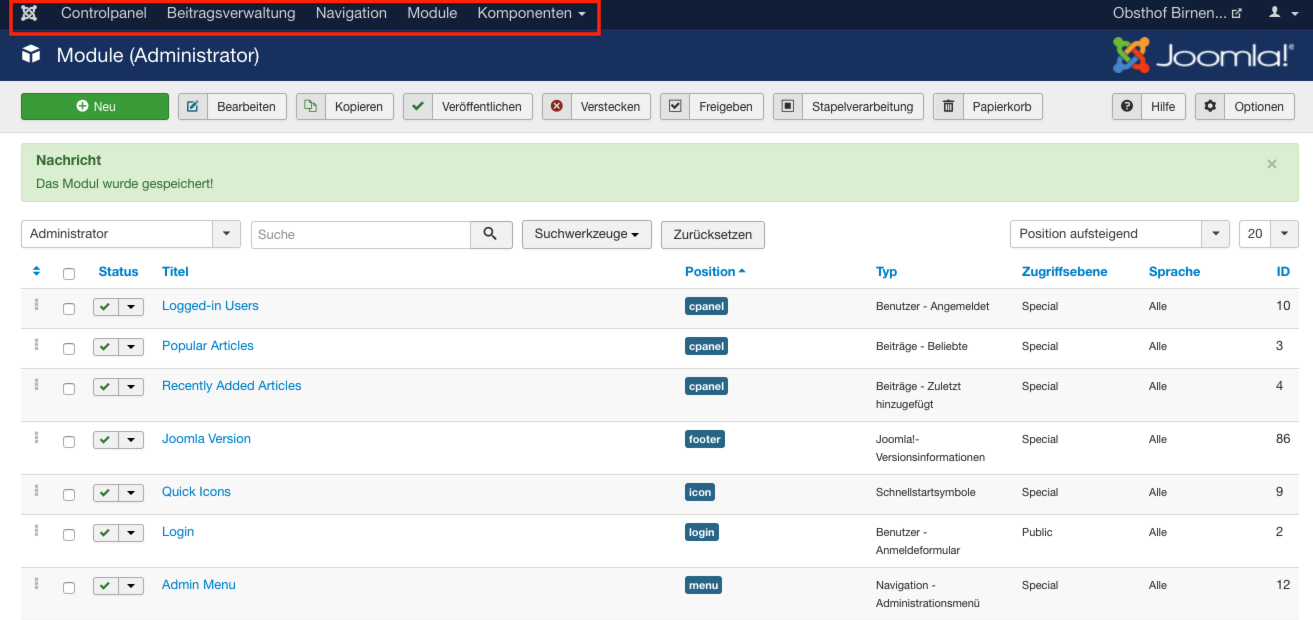 Controlpanel Beitragsverwaltung Navigation Module Komponenten Obsthof Birnen...
Module (Administrator) Joomla!®
Neu Bearbeiten Kopieren Veröffentlichen Verstecken Freigeben Stapelverarbeitung Papierkorb Hilfe Optionen
Nachricht
Das Modul wurde gespeichert!
Administrator Suche Suchwerkzeuge Zurücksetzen Position aufsteigend 20
Status Titel Position Typ Zugriffsebene Sprache ID
Logged-in Users cpanel Benutzer - Angemeldet Special Alle 10
Popular Articles cpanel Beiträge - Beliebte Special Alle 3
Recently Added Articles cpanel Beiträge - Zuletzt Special Alle 4
hinzugefügt
Joomla Version footer Joomla!- Special Alle 86
Versionsinformationen
Quick Icons icon Schnellstartsymbole Special Alle 9
Login login Benutzer - Public Alle 2
Anmeldeformular
Admin Menu menu Navigation - Special Alle 12
Administrationsmenü